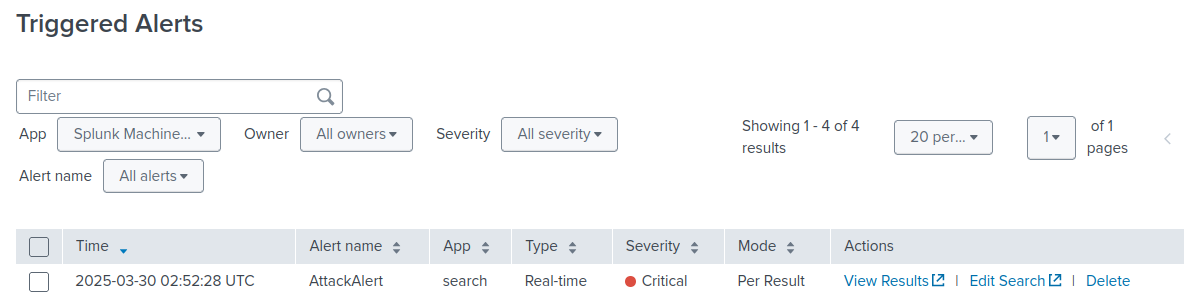 Triggered Alerts
Filter
App Splunk Machine... Owner All owners Severity All severity
Showing 1 - 4 of 4 results
20 per... 1 of 1 pages
Alert name All alerts
Time Alert name App Type Severity Mode Actions
2025-03-30 02:52:28 UTC AttackAlert search Real-time Critical Per Result View Results | Edit Search | Delete